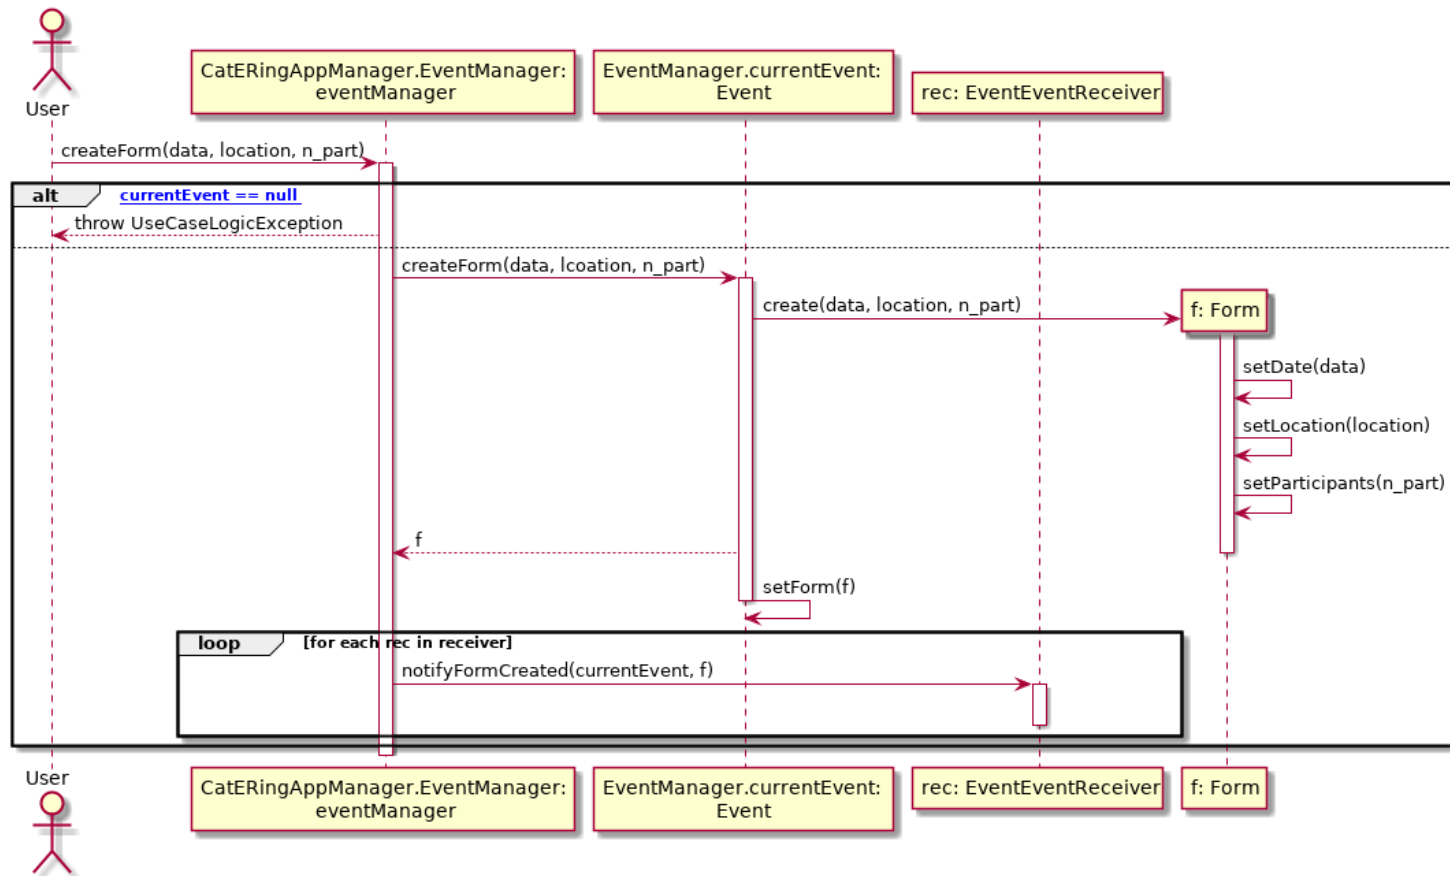 User
CatERingAppManager.EventManager:
eventManager
EventManager.currentEvent:
Event
rec: EventEventReceiver
createForm(data, location, n_part)
alt
currentEvent == null
throw UseCaseLogicException
createForm(data, lcoation, n_part)
create(data, location, n_part)
f: Form
setDate(data)
setLocation(location)
setParticipants(n_part)
f
setForm(f)
loop
[for each rec in receiver]
notifyFormCreated(currentEvent, f)
User
CatERingAppManager.EventManager:
eventManager
EventManager.currentEvent:
Event
rec: EventEventReceiver
f: Form